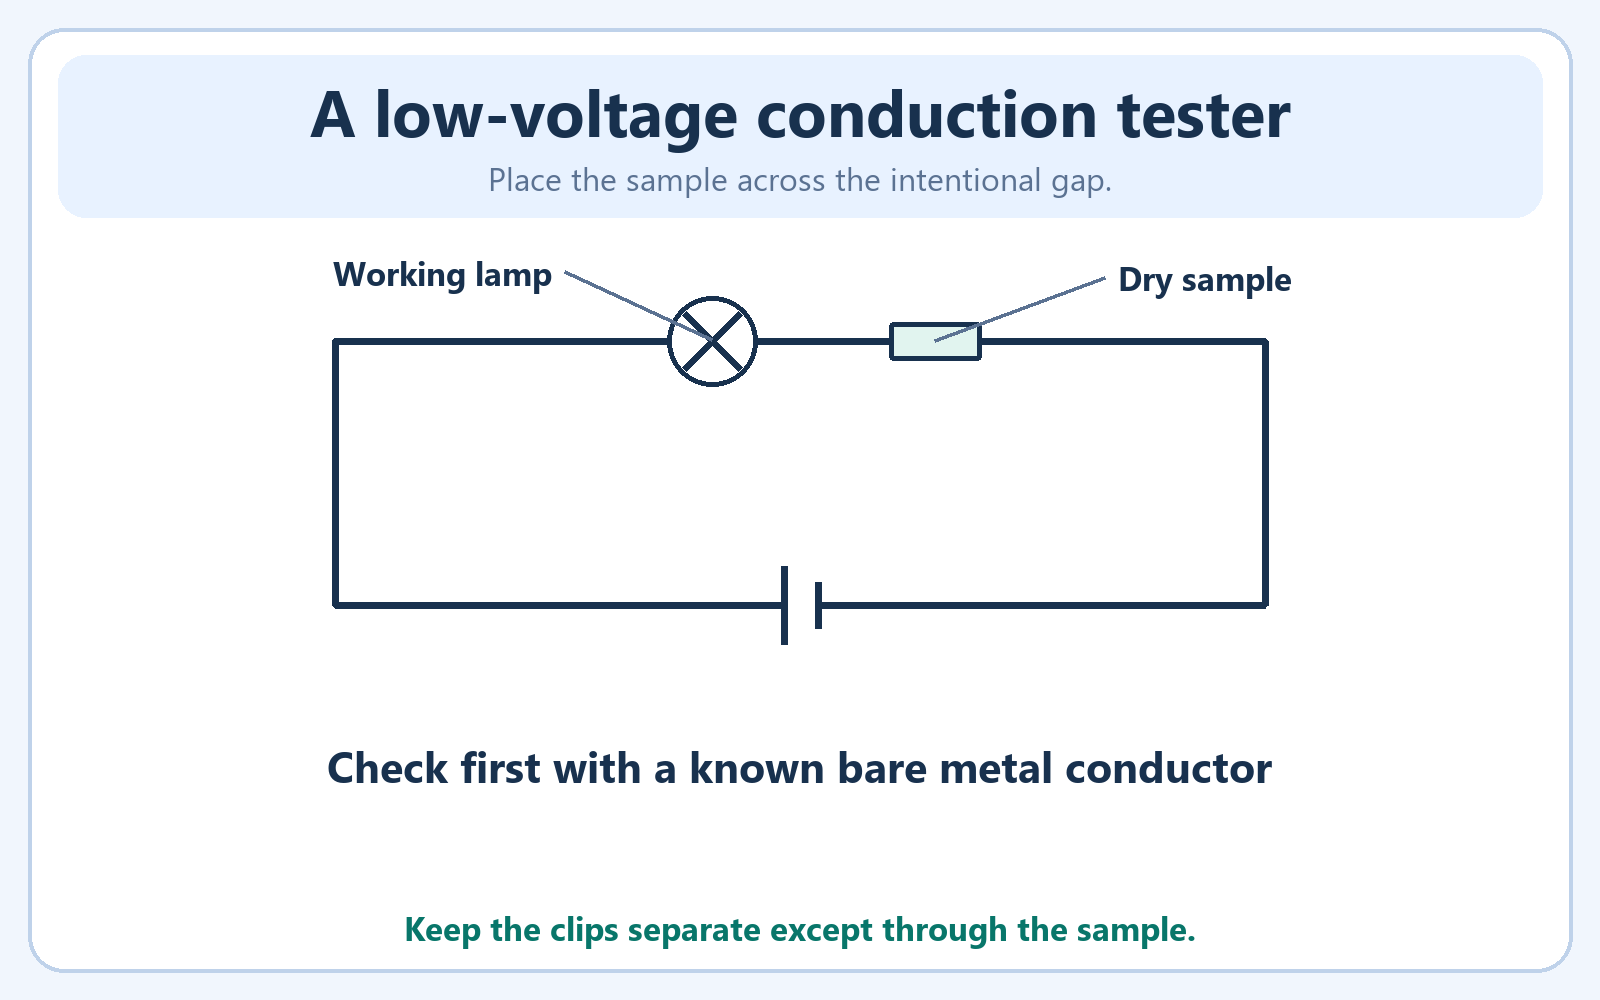 A low-voltage conduction tester
Place the sample across the intentional gap.
Working lamp
Dry sample
Check first with a known bare metal conductor
Keep the clips separate except through the sample.